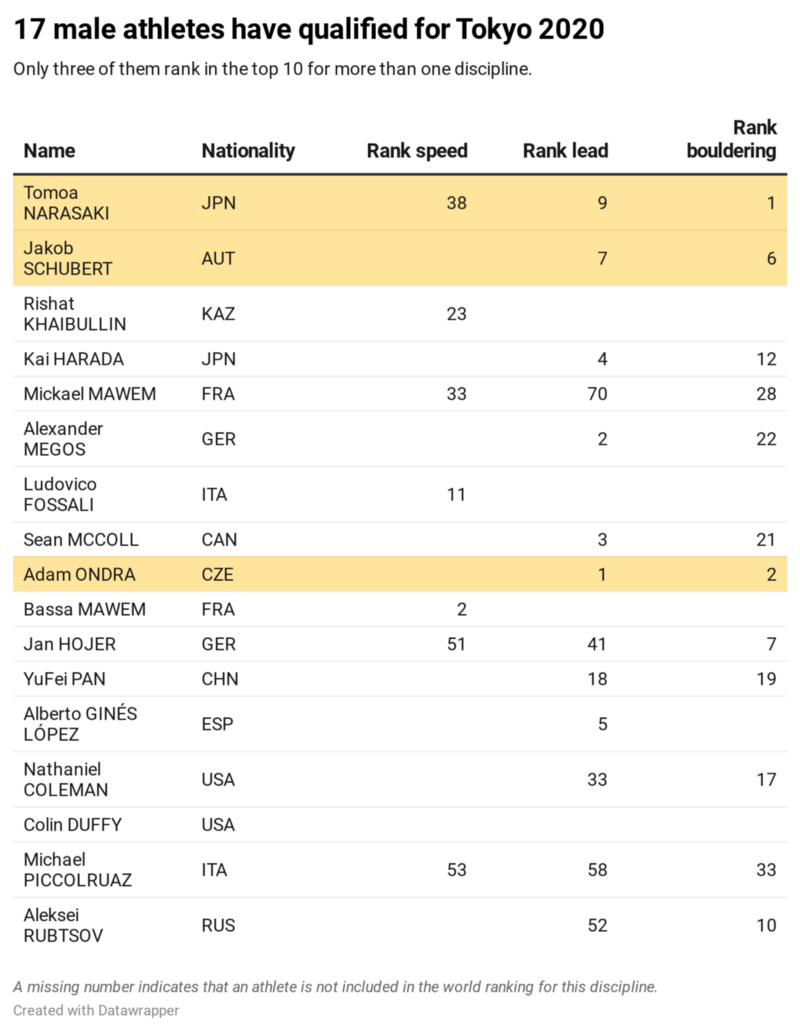 17 male athletes have qualified for Tokyo 2020
Only three of them rank in the top 10 for more than one discipline.
Name Nationality Rank speed Rank lead Rank bouldering
Tomoa NARASAKI JPN 38 9 1
Jakob SCHUBERT AUT 7 6
Rishat KHAIBULLIN KAZ 23
Kai HARADA JPN 4 12
Mickael MAWEM FRA 33 70 28
Alexander MEGOS GER 2 22
Ludovico FOSSALI ITA 11
Sean MCCOLL CAN 3 21
Adam ONDRA CZE 1 2
Bassa MAWEM FRA 2
Jan HOJER GER 51 41 7
YuFei PAN CHN 18 19
Alberto GINÉS LÓPEZ ESP 5
Nathaniel COLEMAN USA 33 17
Colin DUFFY USA
Michael PICCOLRUAZ ITA 53 58 33
Aleksei RUBTSOV RUS 52 10
A missing number indicates that an athlete is not included in the world ranking for this discipline.
Created with Datawrapper